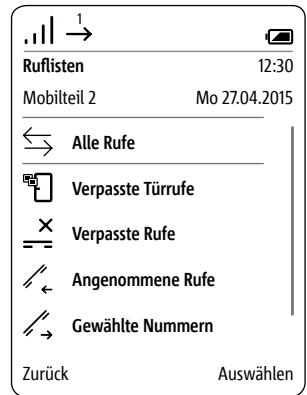 1
Ruflisten 12:30
Mobilteil 2 Mo 27.04.2015
Alle Rufe
Verpasste Türrufe
Verpasste Rufe
Angenommene Rufe
Gewählte Nummern
Zurück Auswählen